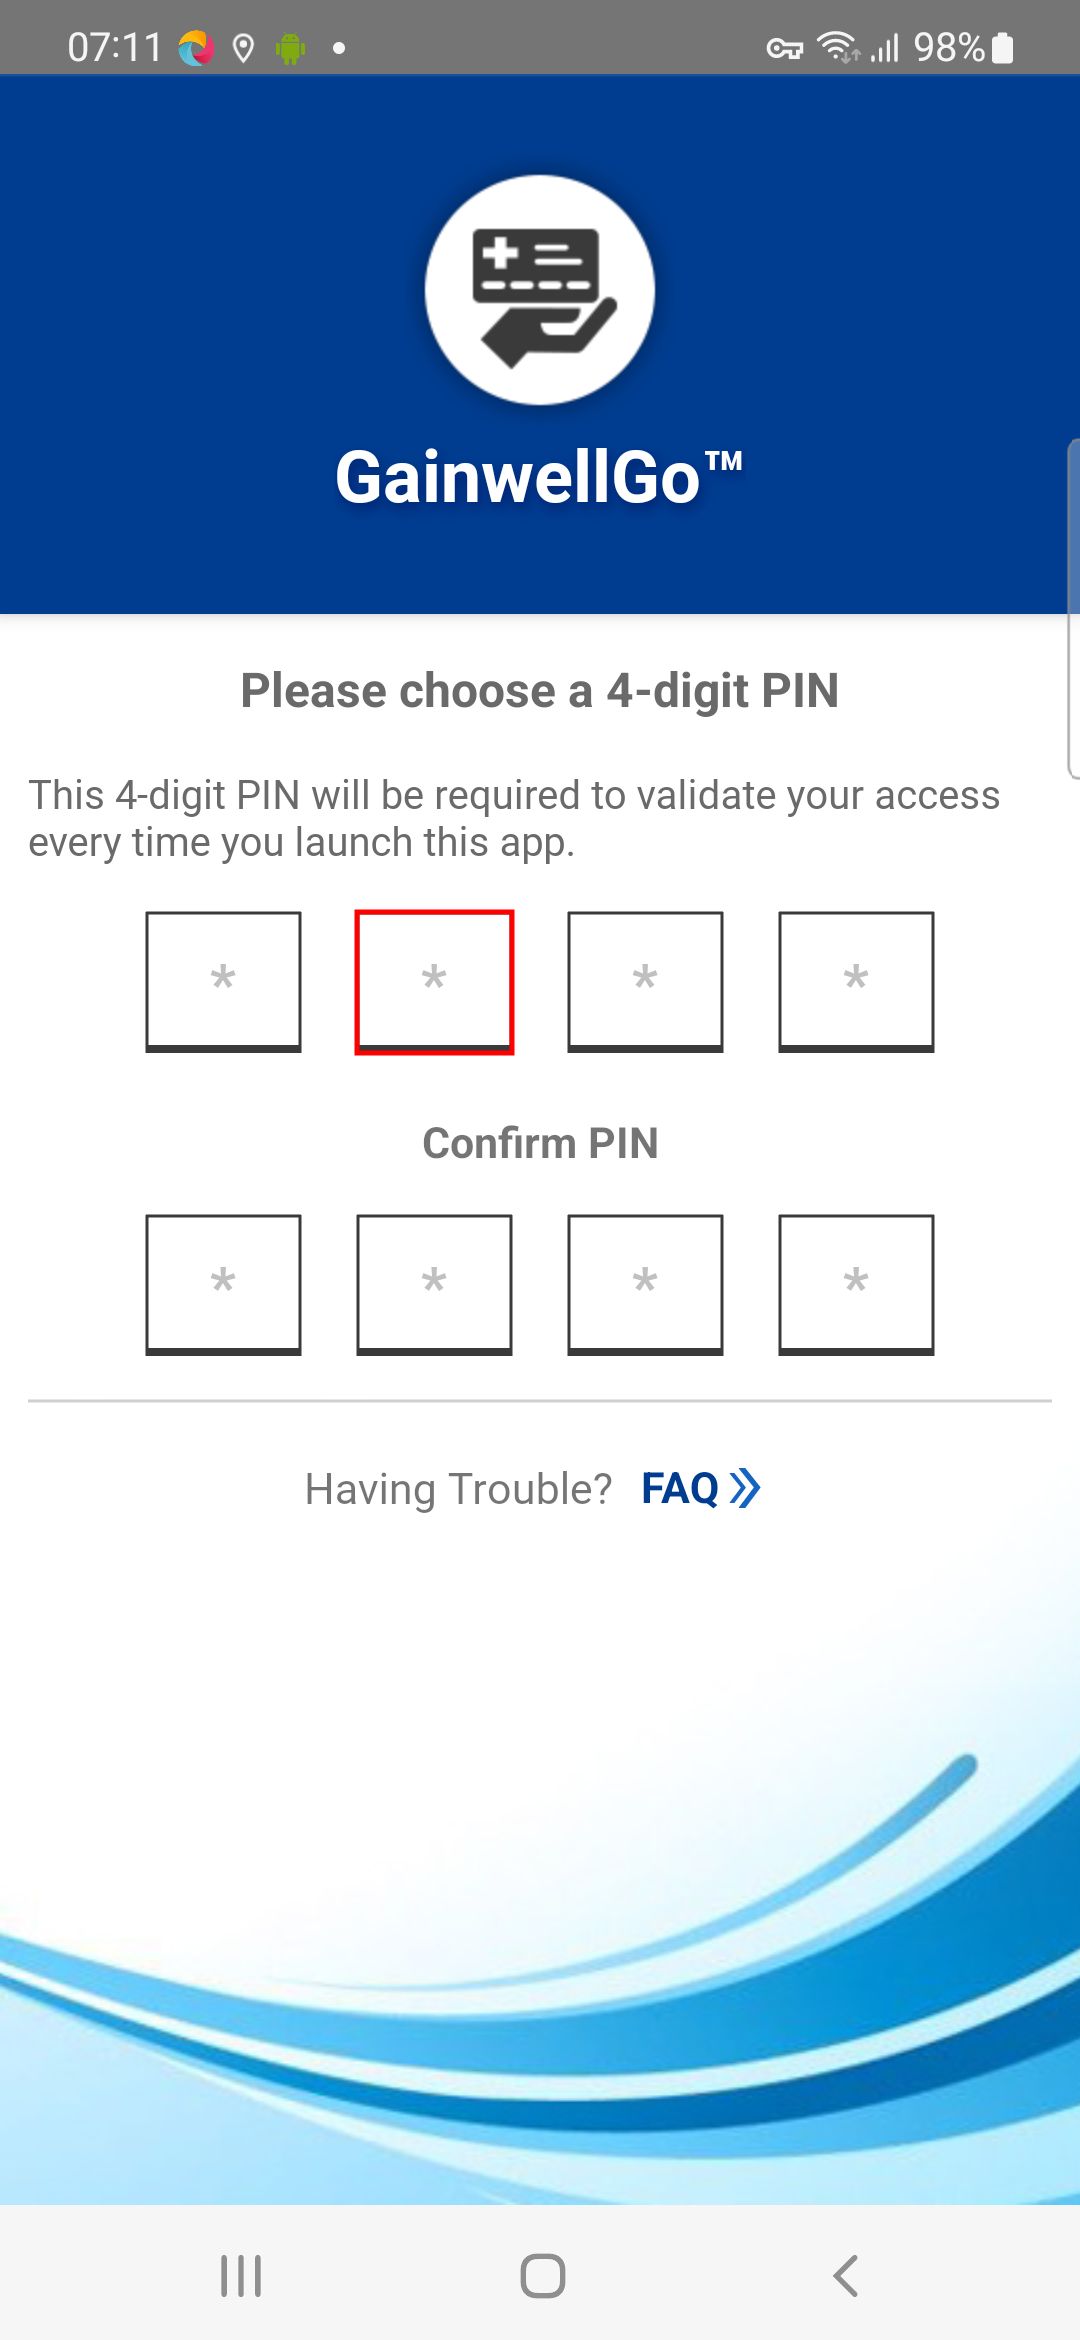 07:11
98%
GainwellGo™
Please choose a 4-digit PIN
This 4-digit PIN will be required to validate your access
every time you launch this app.
* * * *
Confirm PIN
* * * *
Having Trouble? FAQ